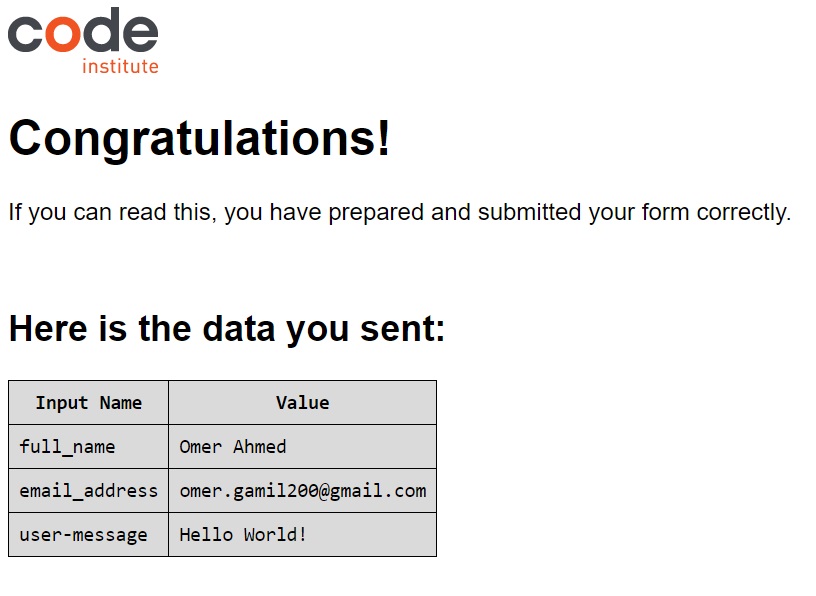 code
institute
Congratulations!
If you can read this, you have prepared and submitted your form correctly.
Here is the data you sent:
Input Name Value
full_name Omer Ahmed
email_address omer.gamil200@gmail.com
user-message Hello World!